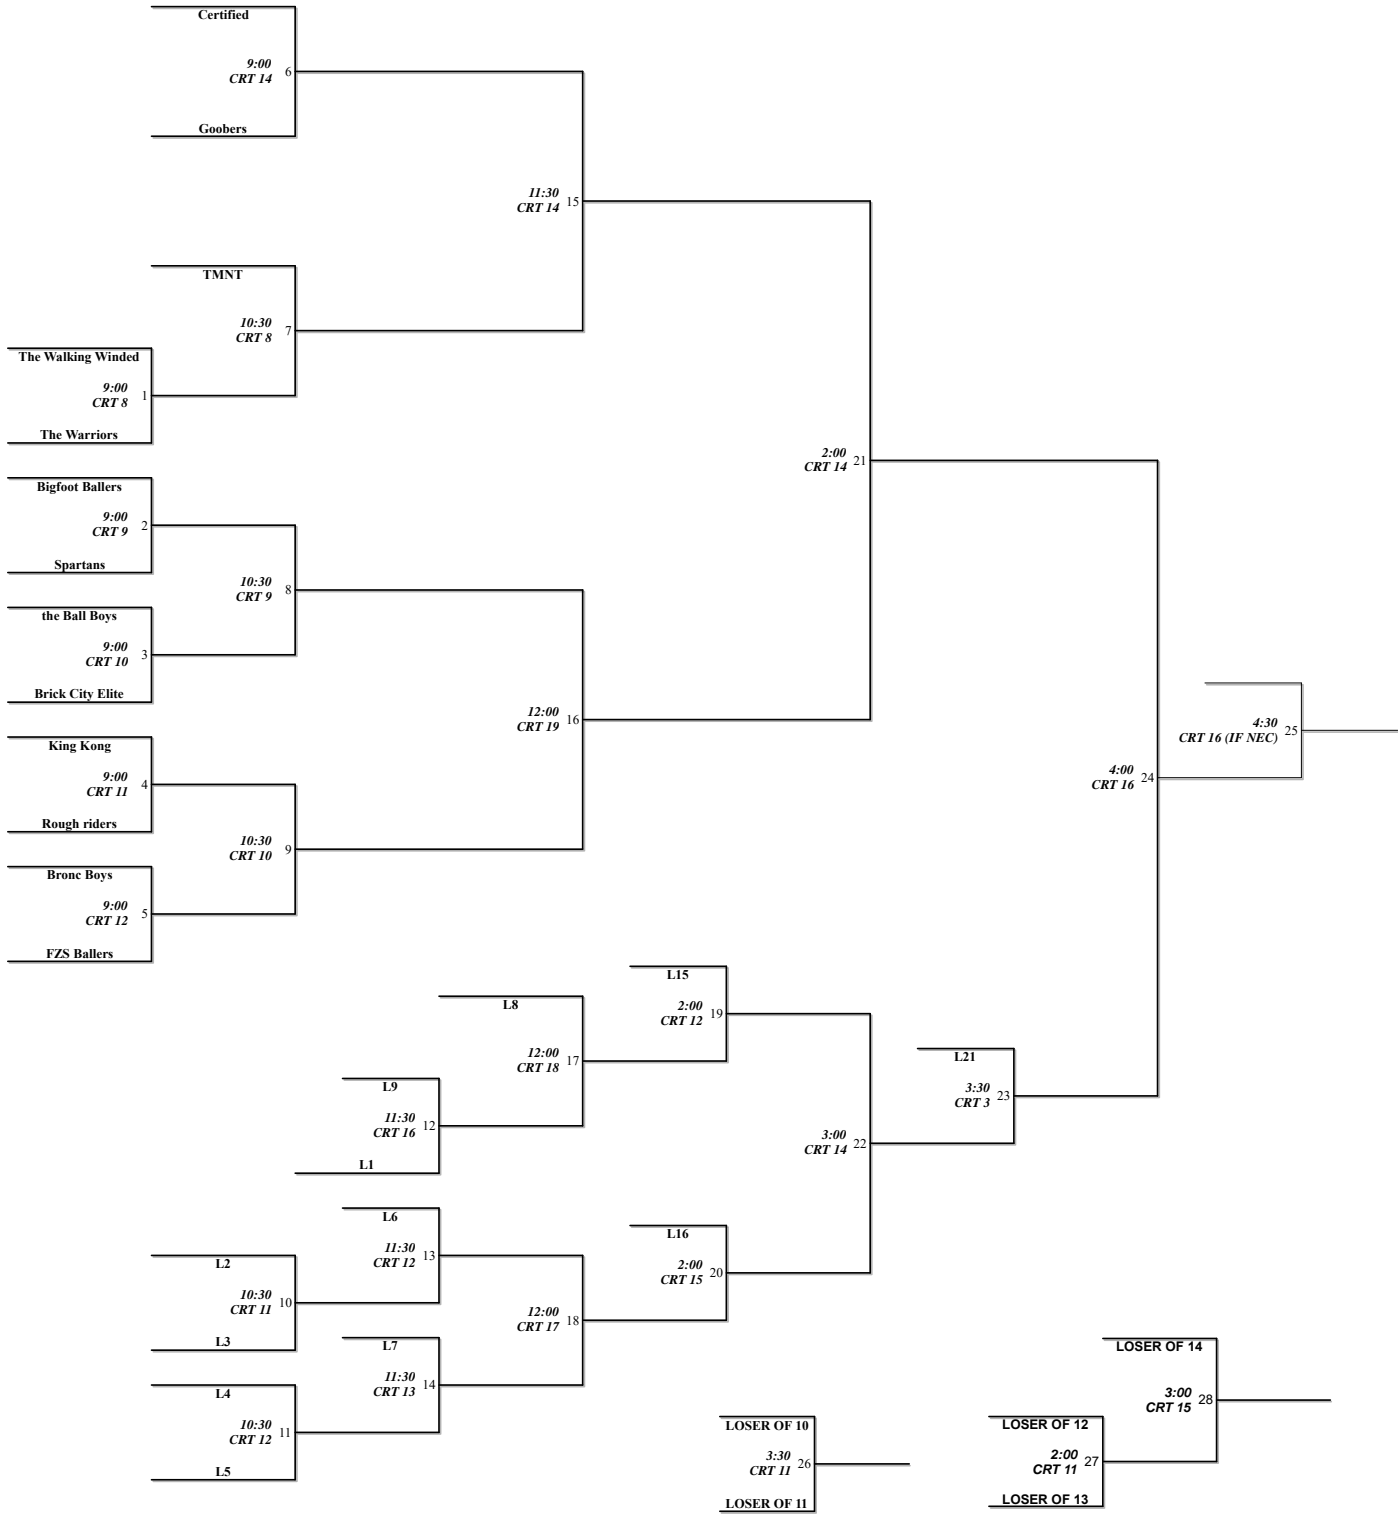 Certified
9:00
CRT 14
6
Goobers
11:30
CRT 14
15
TMNT
10:30
CRT 8
7
The Walking Winded
9:00
CRT 8
1
The Warriors
2:00
CRT 14
21
Bigfoot Ballers
9:00
CRT 9
2
Spartans
10:30
CRT 9
8
the Ball Boys
9:00
CRT 10
3
Brick City Elite
12:00
CRT 19
16
King Kong
9:00
CRT 11
4
Rough riders
10:30
CRT 10
9
Bronc Boys
9:00
CRT 12
5
FZS Ballers
4:30
CRT 16 (IF NEC)
25
4:00
CRT 16
24
L15
2:00
CRT 12
19
L8
12:00
CRT 18
17
L9
11:30
CRT 16
12
L1
L21
3:30
CRT 3
23
3:00
CRT 14
22
L6
11:30
CRT 12
13
L2
10:30
CRT 11
10
L3
L16
2:00
CRT 15
20
12:00
CRT 17
18
L7
11:30
CRT 13
14
L4
10:30
CRT 12
11
L5
LOSER OF 10
3:30
CRT 11
26
LOSER OF 11
LOSER OF 14
3:00
CRT 15
28
LOSER OF 12
2:00
CRT 11
27
LOSER OF 13